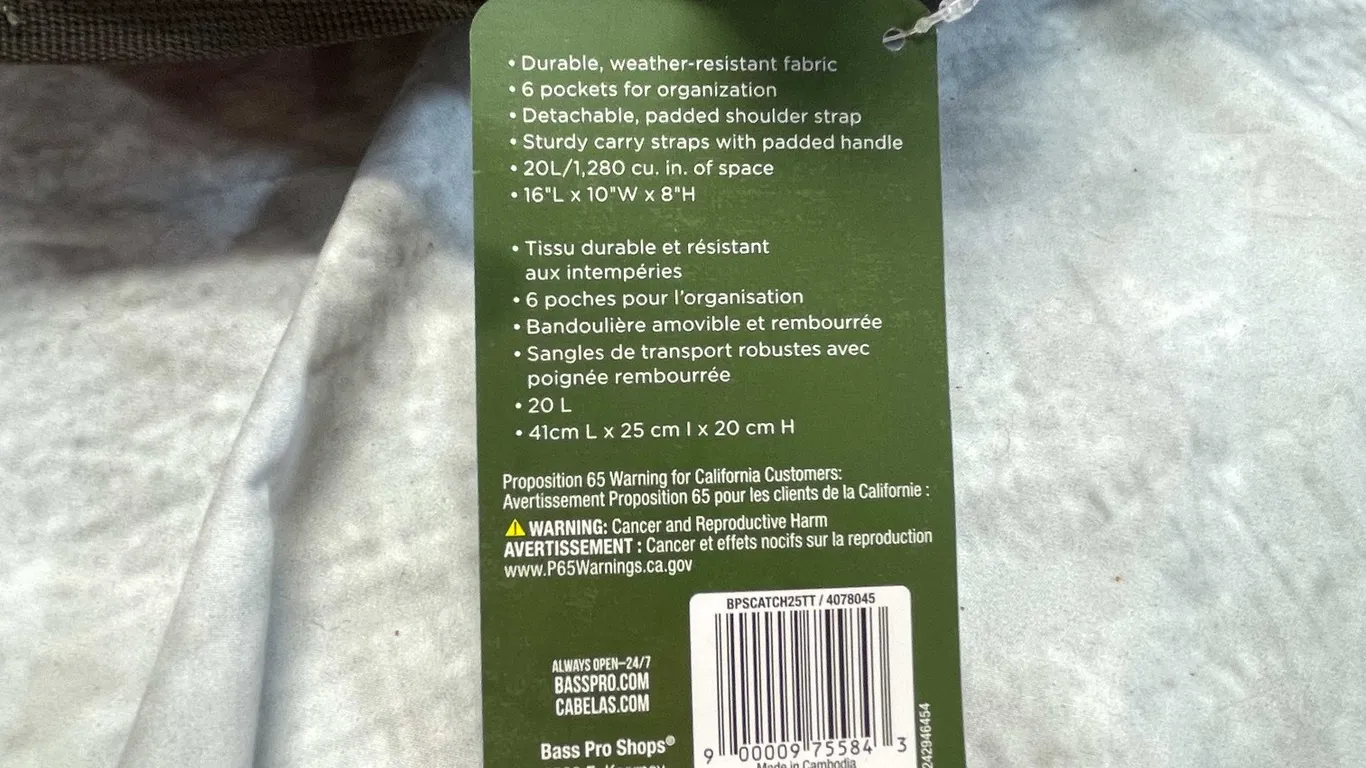 • Durable, weather-resistant fabric
• 6 pockets for organization
• Detachable, padded shoulder strap
• Sturdy carry straps with padded handle
• 20L/1,280 cu. in. of space
• 16"L x 10"W x 8"H
• Tissu durable et résistant
aux intempéries
• 6 poches pour l'organisation
• Bandoulière amovible et rembourrée
• Sangles de transport robustes avec
poignée rembourrée
• 20 L
• 41cm L x 25 cm l x 20 cm H
Proposition 65 Warning for California Customers:
Avertissement Proposition 65 pour les clients de la Californie :
⚠ WARNING: Cancer and Reproductive Harm
AVERTISSEMENT : Cancer et effets nocifs sur la reproduction
www.P65Warnings.ca.gov
BPSCATCH25TT / 4078045
9 00009 75584 3
Made in Cambodia
242946454
ALWAYS OPEN–24/7
BASSPRO.COM
CABELAS.COM
Bass Pro Shops®